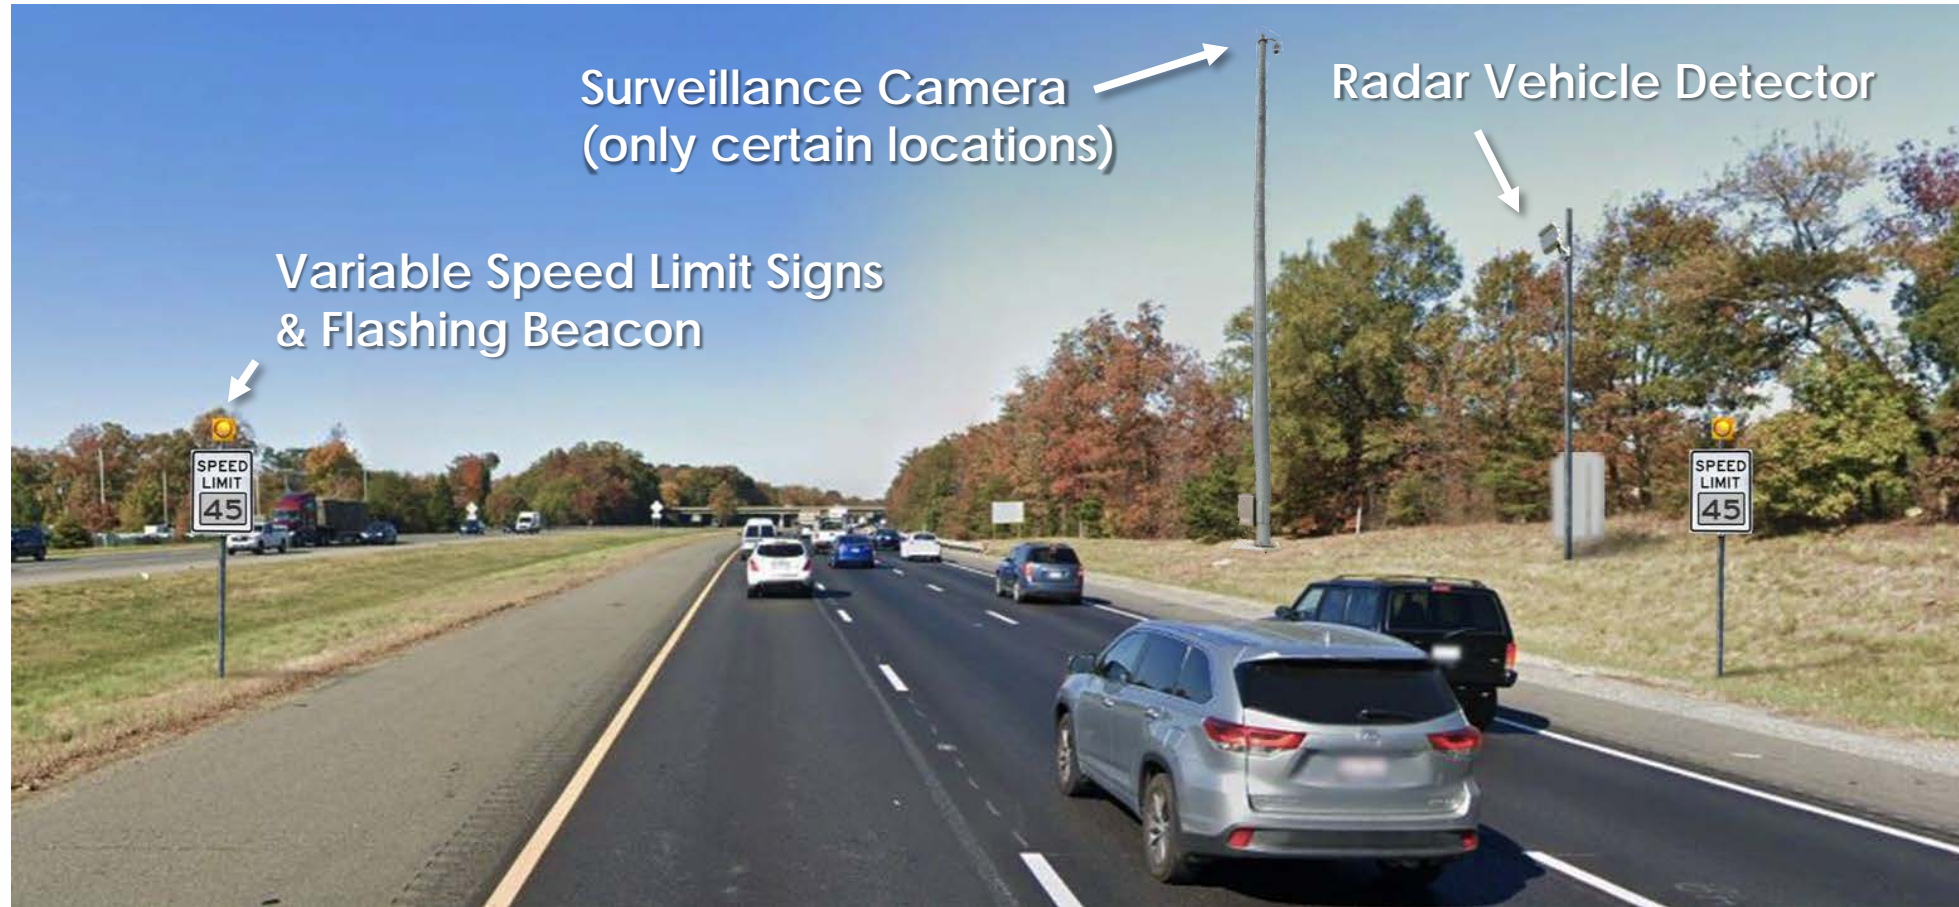 Surveillance Camera
(only certain locations)
Radar Vehicle Detector
Variable Speed Limit Signs
& Flashing Beacon
SPEED
LIMIT
45
SPEED
LIMIT
45